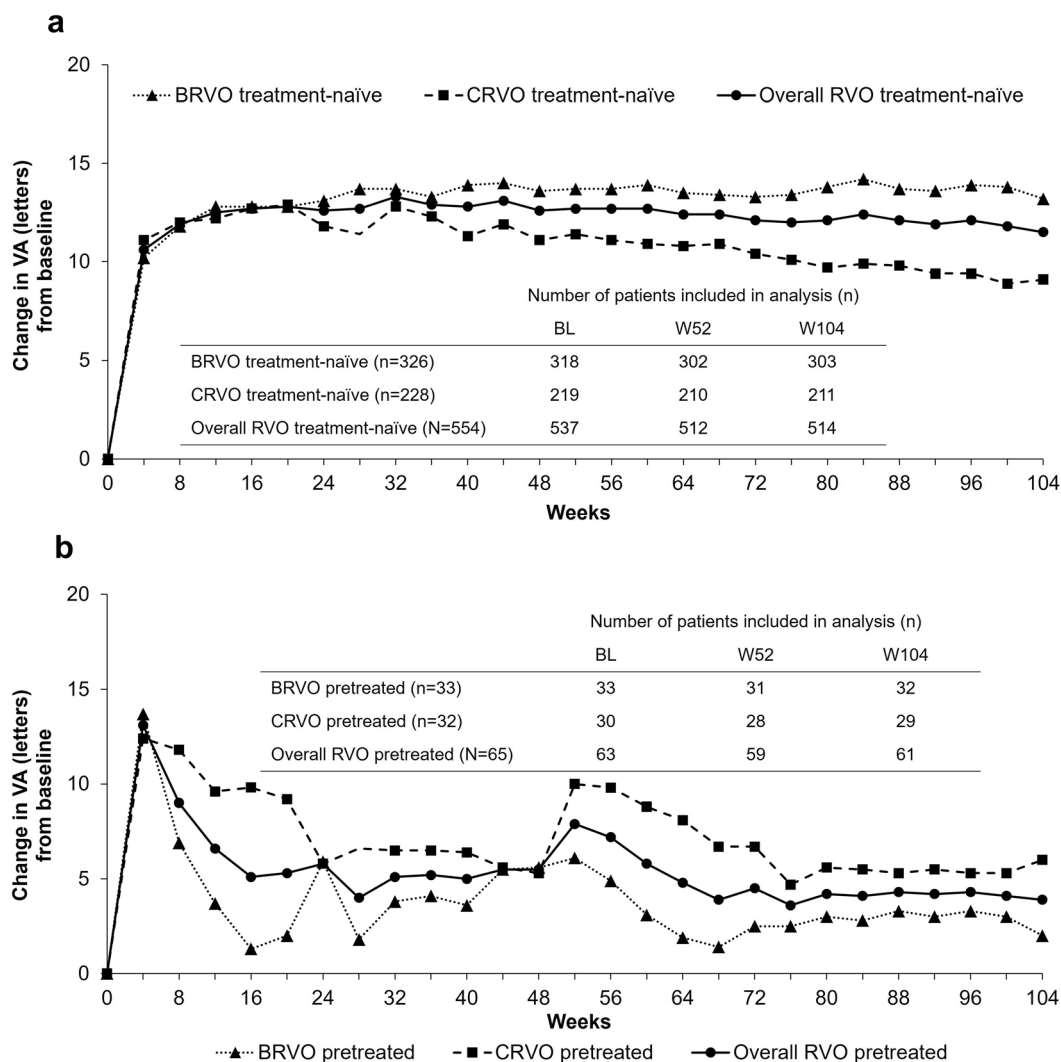 a
20
15
10
5
0
Change in VA (letters)
from baseline
BRVO treatment-naïve CRVO treatment-naïve Overall RVO treatment-naïve
Number of patients included in analysis (n)
BL W52 W104
BRVO treatment-naïve (n=326) 318 302 303
CRVO treatment-naïve (n=228) 219 210 211
Overall RVO treatment-naïve (N=554) 537 512 514
0 8 16 24 32 40 48 56 64 72 80 88 96 104
Weeks
b
20
15
10
5
0
Change in VA (letters)
from baseline
Number of patients included in analysis (n)
BL W52 W104
BRVO pretreated (n=33) 33 31 32
CRVO pretreated (n=32) 30 28 29
Overall RVO pretreated (N=65) 63 59 61
0 8 16 24 32 40 48 56 64 72 80 88 96 104
Weeks
BRVO pretreated CRVO pretreated Overall RVO pretreated